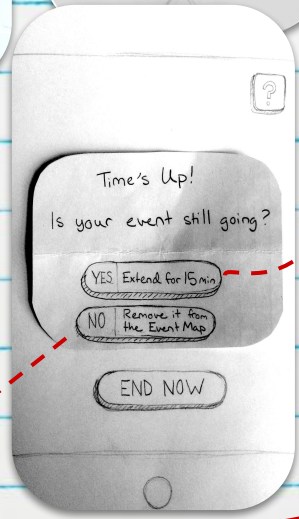 ?
Time's Up!
Is your event still going?
YES Extend for 15 min
NO Remove it from
the Event Map
END NOW